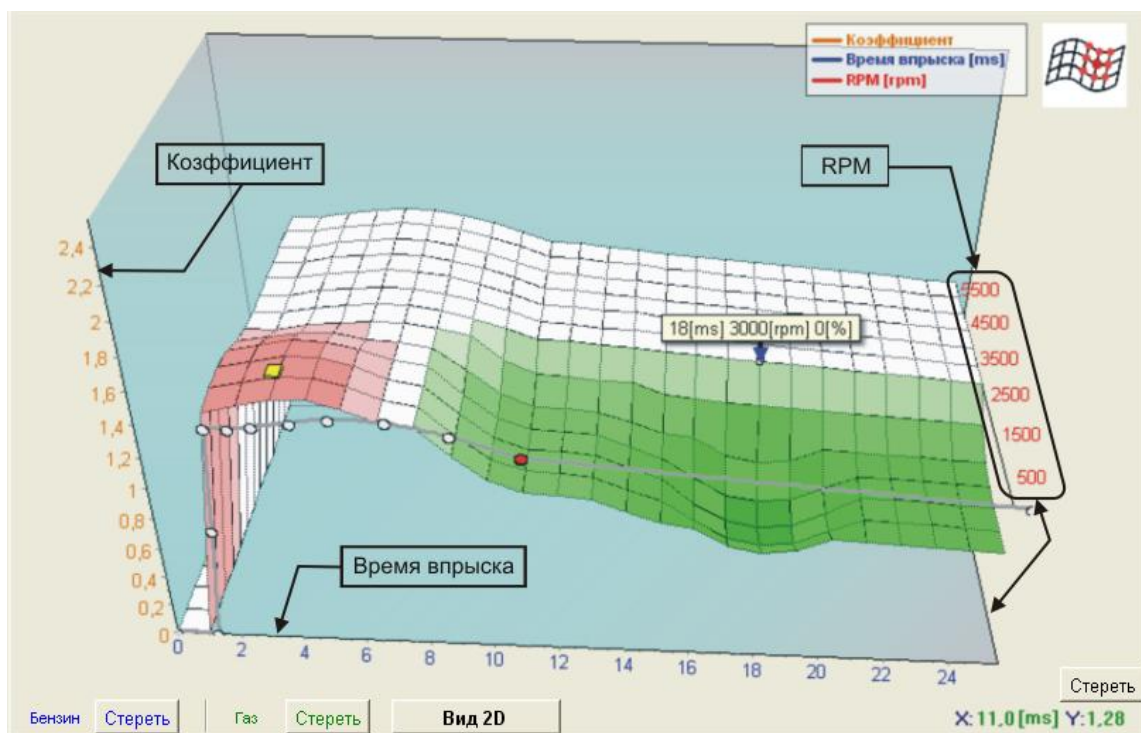 Коэффициент
Время впрыска [ms]
RPM [rpm]
Коэффициент
RPM
2,4
2,2
2
1,8
1,6
1,4
1,2
1
0,8
0,6
0,4
0,2
0
5500
4500
3500
2500
1500
500
18[ms] 3000[rpm] 0[%]
Время впрыска
0 2 4 6 8 10 12 14 16 18 20 22 24
Стереть
Бензин Стереть Газ Стереть Вид 2D X:11,0[ms] Y:1,28